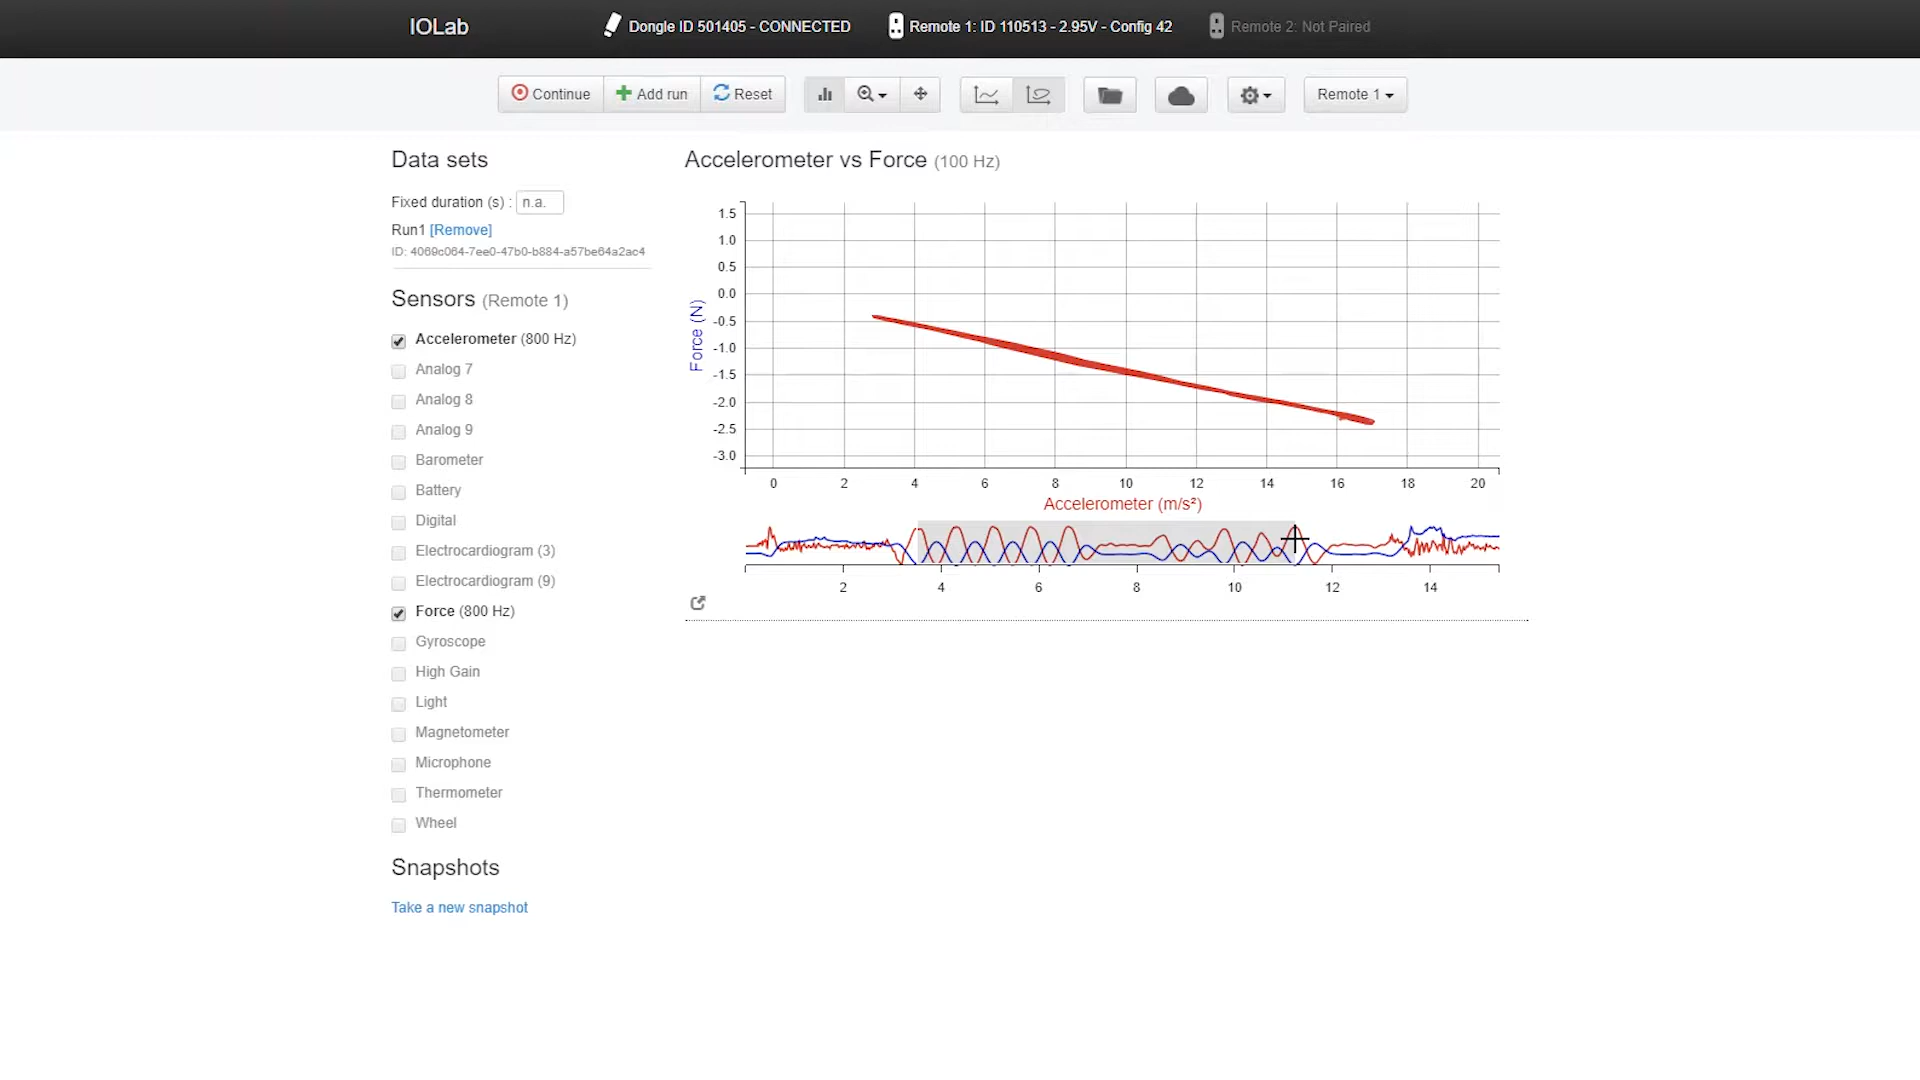 IOLab
Dongle ID 501405 - CONNECTED
Remote 1: ID 110513 - 2.95V - Config 42
Remote 2: Not Paired
Continue
Add run
Reset
Remote 1
Data sets
Fixed duration (s) : n.a.
Run1 [Remove]
ID: 4069c064-7ee0-47b0-b884-a57be64a2ac4
Sensors (Remote 1)
Accelerometer (800 Hz)
Analog 7
Analog 8
Analog 9
Barometer
Battery
Digital
Electrocardiogram (3)
Electrocardiogram (9)
Force (800 Hz)
Gyroscope
High Gain
Light
Magnetometer
Microphone
Thermometer
Wheel
Snapshots
Take a new snapshot
Accelerometer vs Force (100 Hz)
Force (N)
1.5
1.0
0.5
0.0
-0.5
-1.0
-1.5
-2.0
-2.5
-3.0
0 2 4 6 8 10 12 14 16 18 20
Accelerometer (m/s²)
2 4 6 8 10 12 14